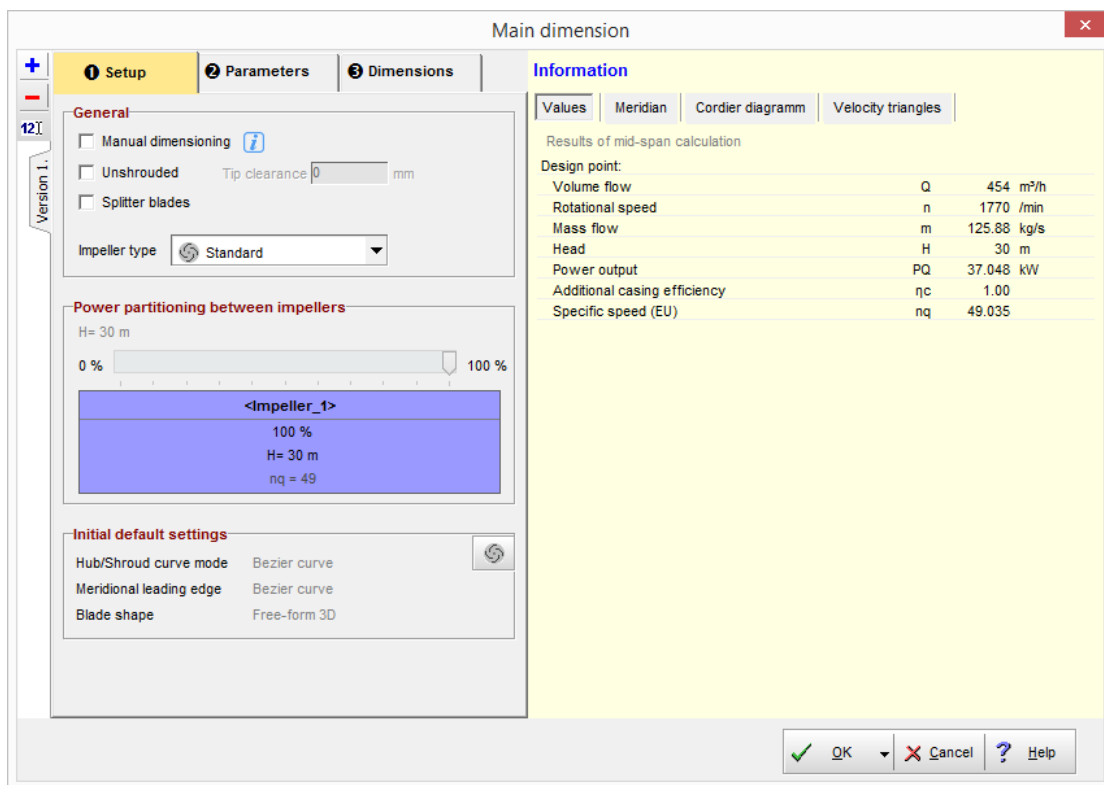 Main dimension
❶ Setup
❷ Parameters
❸ Dimensions
12
Version 1.
General
Manual dimensioning i
Unshrouded Tip clearance 0 mm
Splitter blades
Impeller type Standard
Power partitioning between impellers
H= 30 m
0 % 100 %
<Impeller_1>
100 %
H= 30 m
nq = 49
Initial default settings
Hub/Shroud curve mode Bezier curve
Meridional leading edge Bezier curve
Blade shape Free-form 3D
Information
Values Meridian Cordier diagramm Velocity triangles
Results of mid-span calculation
Design point:
Volume flow Q 454 m³/h
Rotational speed n 1770 /min
Mass flow m 125.88 kg/s
Head H 30 m
Power output PQ 37.048 kW
Additional casing efficiency ηc 1.00
Specific speed (EU) nq 49.035
OK Cancel ? Help